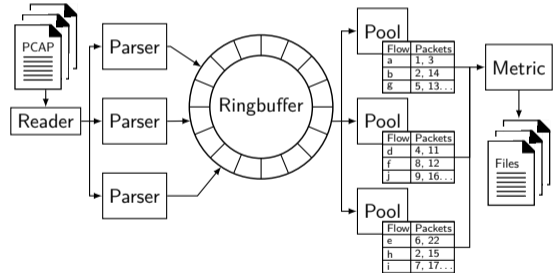 PCAP
Reader
Parser
Parser
Parser
Ringbuffer
Pool
Flow Packets
a 1, 3
b 2, 14
g 5, 13...
Pool
Flow Packets
d 4, 11
f 8, 12
j 9, 16...
Pool
Flow Packets
e 6, 22
h 2, 15
i 7, 17...
Metric
Files